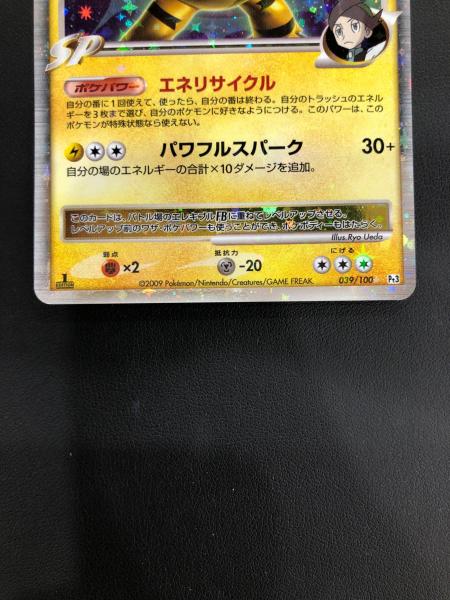 SP
ポケパワー エネリサイクル
自分の番に1回使えて、使ったら、自分の番は終わる。自分のトラッシュのエネル
ギーを3枚まで選び、自分のポケモンに好きなようにつける。このパワーは、この
ポケモンが特殊状態なら使えない。
パワフルスパーク 30+
自分の場のエネルギーの合計×10ダメージを追加。
このカードは、バトル場のエレキブルFBに重ねてレベルアップさせる。
レベルアップ前のワザ・ポケパワーも使うことができ、ポケボディーもはたらく。
Illus.Ryo Ueda
弱点 抵抗力 にげる
×2 -20
1 EDITION 039/100 Pt3
©2009 Pokémon/Nintendo/Creatures/GAME FREAK.